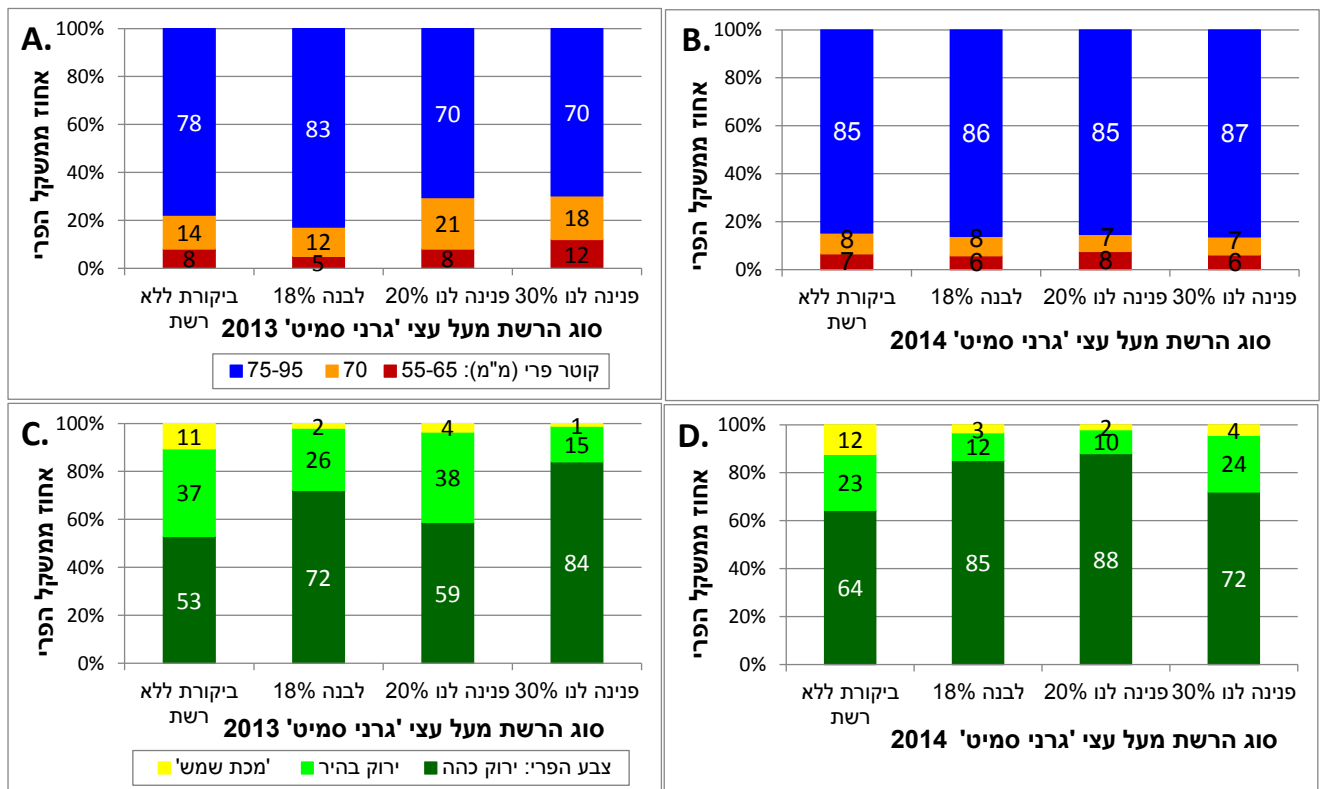 A.
אחוז ממשקל הפרי
100%
80%
60%
40%
20%
0%
78 83 70 70
14 12 21 18
8 5 8 12
ביקורת ללא רשת
לבנה 18%
פנינה לנו 20%
פנינה לנו 30%
סוג הרשת מעל עצי 'גרני סמיט' 2013
קוטר פרי (מ"מ): 55-65 70 75-95
B.
אחוז ממשקל הפרי
100%
80%
60%
40%
20%
0%
85 86 85 87
8 8 7 7
7 6 8 6
ביקורת ללא רשת
לבנה 18%
פנינה לנו 20%
פנינה לנו 30%
סוג הרשת מעל עצי 'גרני סמיט' 2014
C.
אחוז ממשקל הפרי
100%
80%
60%
40%
20%
0%
11 2 4 1
37 26 38 15
53 72 59 84
ביקורת ללא רשת
לבנה 18%
פנינה לנו 20%
פנינה לנו 30%
סוג הרשת מעל עצי 'גרני סמיט' 2013
צבע הפרי: ירוק כהה ירוק בהיר 'מכת שמש'
D.
אחוז ממשקל הפרי
100%
80%
60%
40%
20%
0%
12 3 2 4
23 12 10 24
64 85 88 72
ביקורת ללא רשת
לבנה 18%
פנינה לנו 20%
פנינה לנו 30%
סוג הרשת מעל עצי 'גרני סמיט' 2014